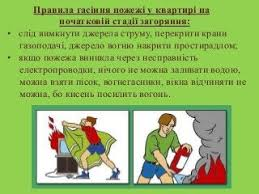 Правила гасіння пожежі у квартирі на
початковій стадії загоряння:
• слід вимкнути джерела струму, перекрити крани
газоподачі, джерело вогню накрити простирадлом;
• якщо пожежа виникла через несправність
електропроводки, нічого не можна заливати водою,
можна взяти пісок, вогнегасники, вікна відчиняти не
можна, бо кисень посилить вогонь.